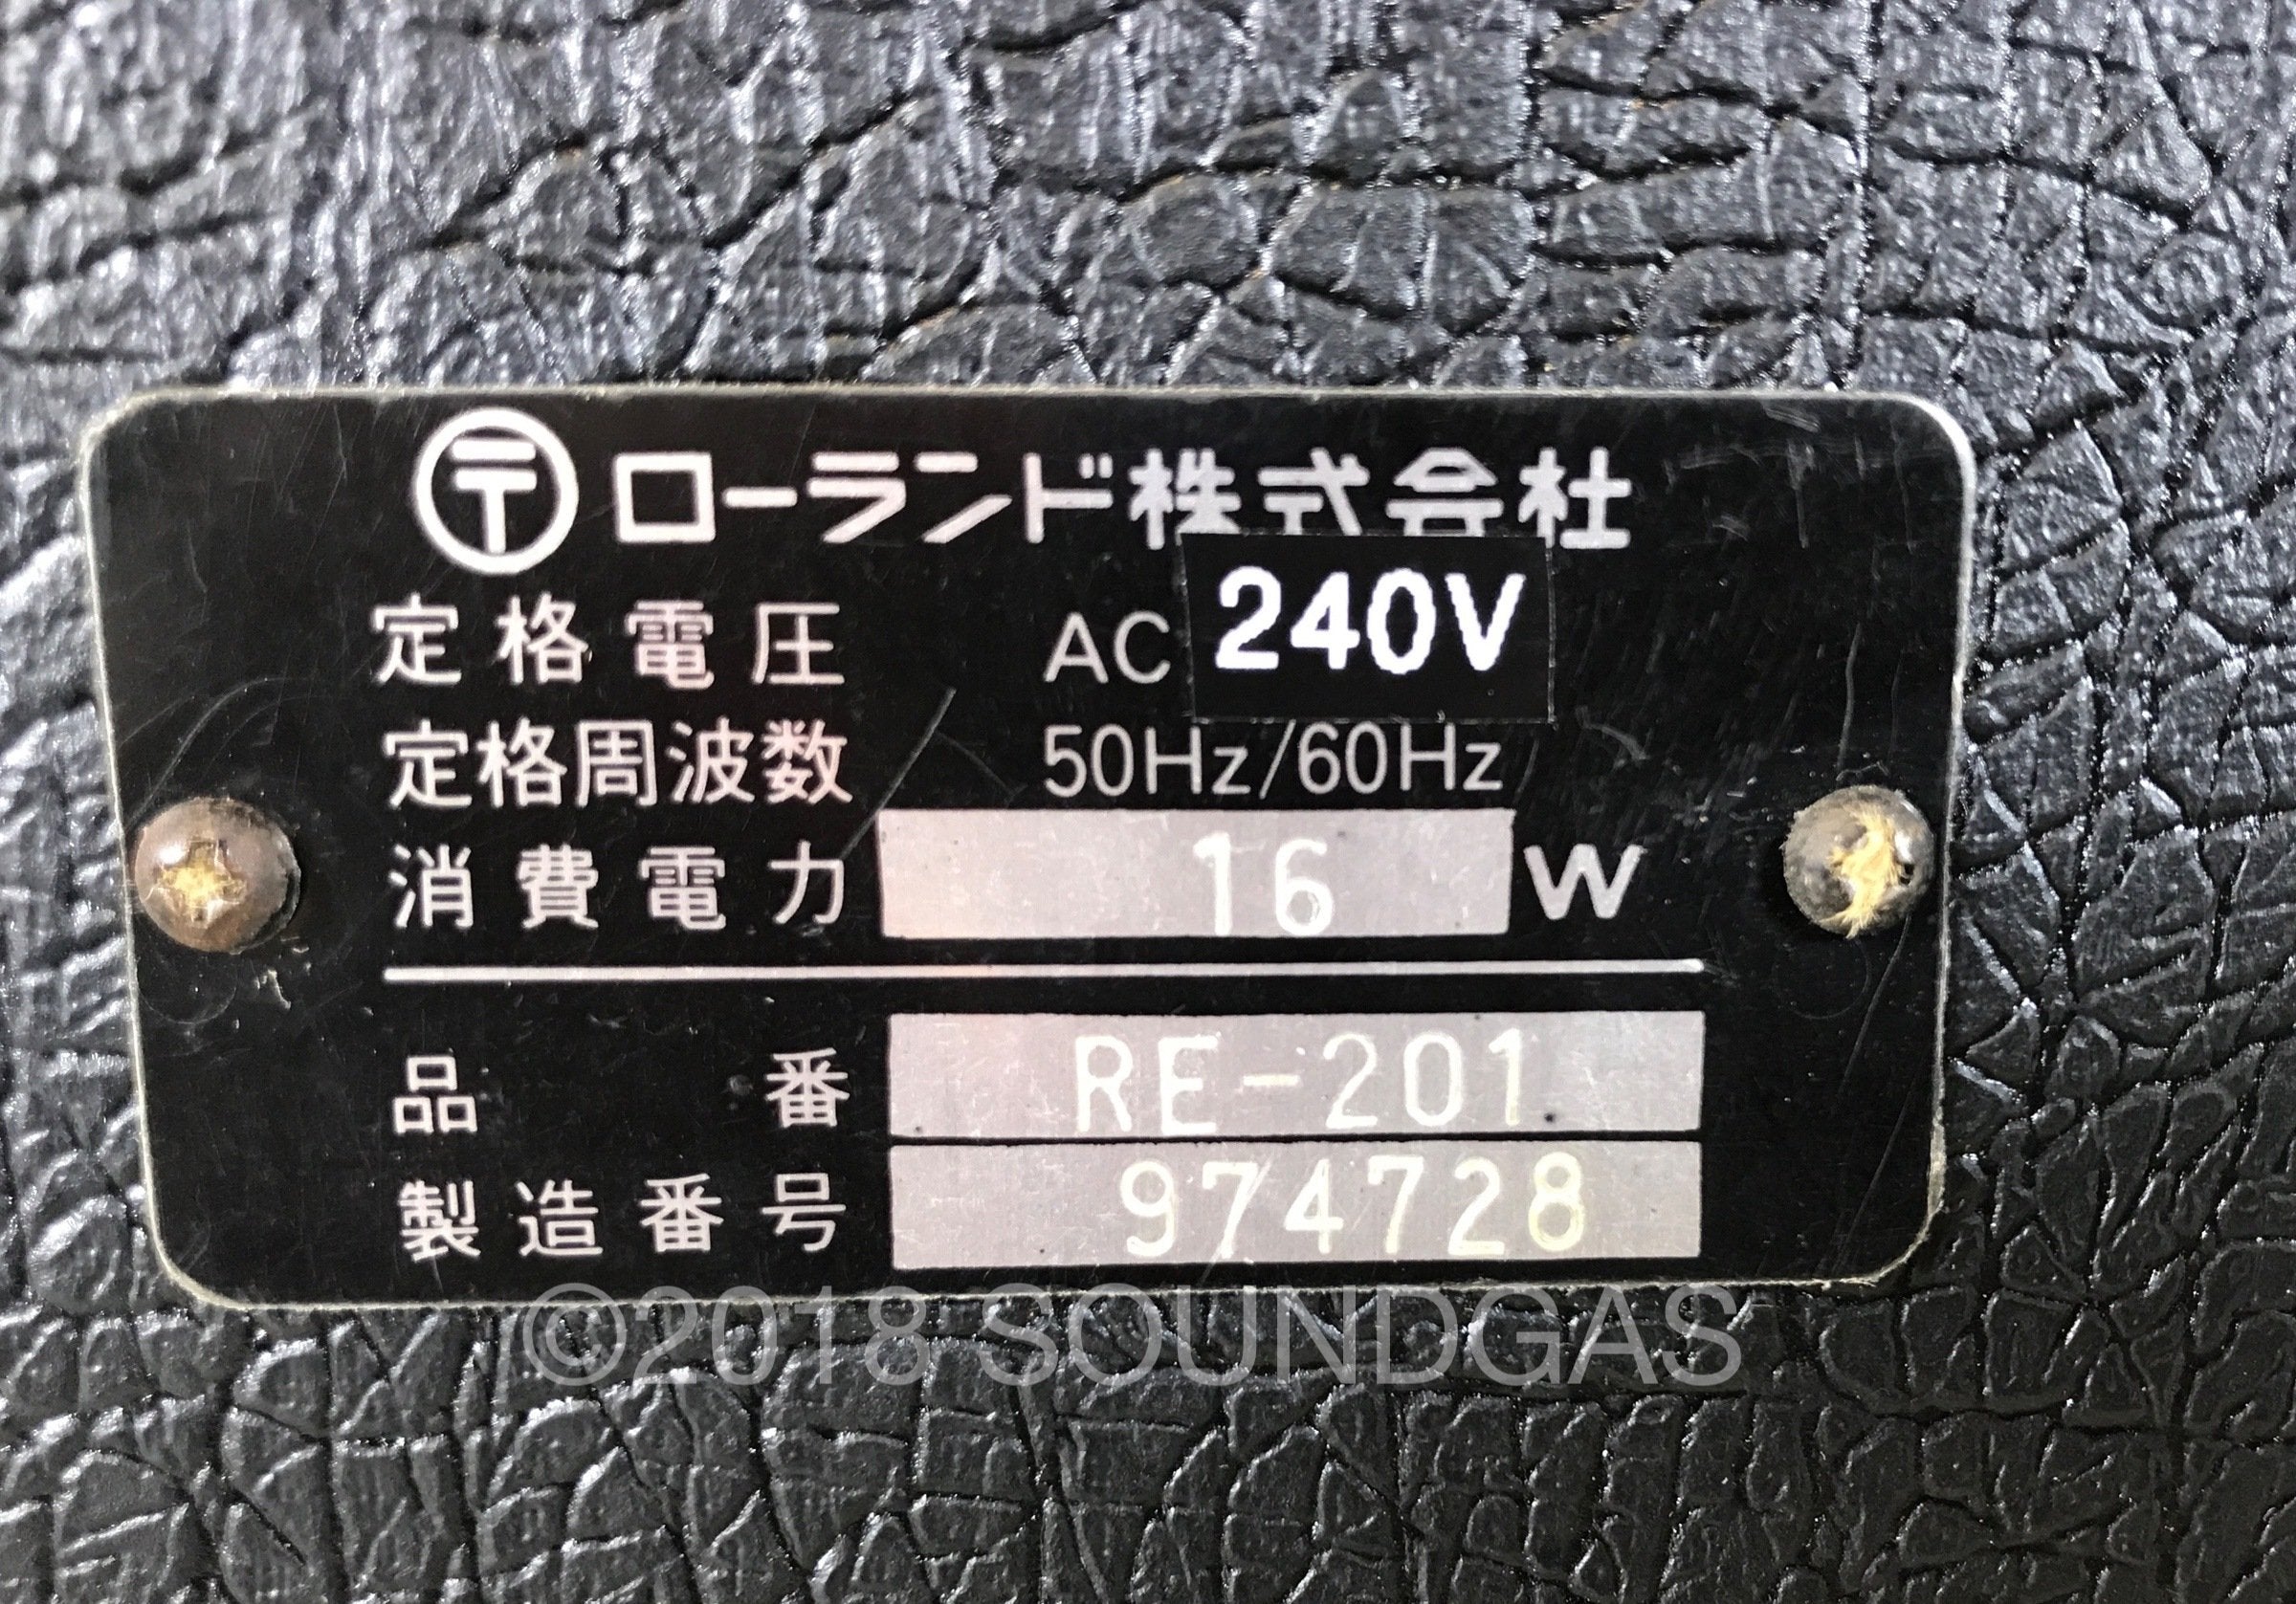 〒 ローランド株式会社
定格電圧 AC 240V
定格周波数 50Hz/60Hz
消費電力 16 W
品番 RE-201
製造番号 974728
©2018 SOUNDGAS